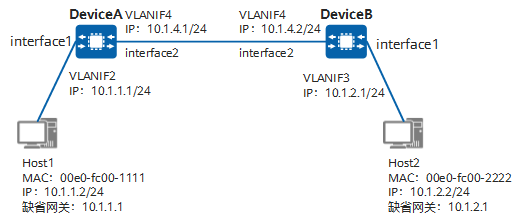 DeviceA
VLANIF4
IP：10.1.4.1/24
VLANIF4
IP：10.1.4.2/24
DeviceB
interface1
interface2
interface2
interface1
VLANIF2
IP：10.1.1.1/24
VLANIF3
IP：10.1.2.1/24
Host1
MAC：00e0-fc00-1111
IP：10.1.1.2/24
缺省网关：10.1.1.1
Host2
MAC：00e0-fc00-2222
IP：10.1.2.2/24
缺省网关：10.1.2.1